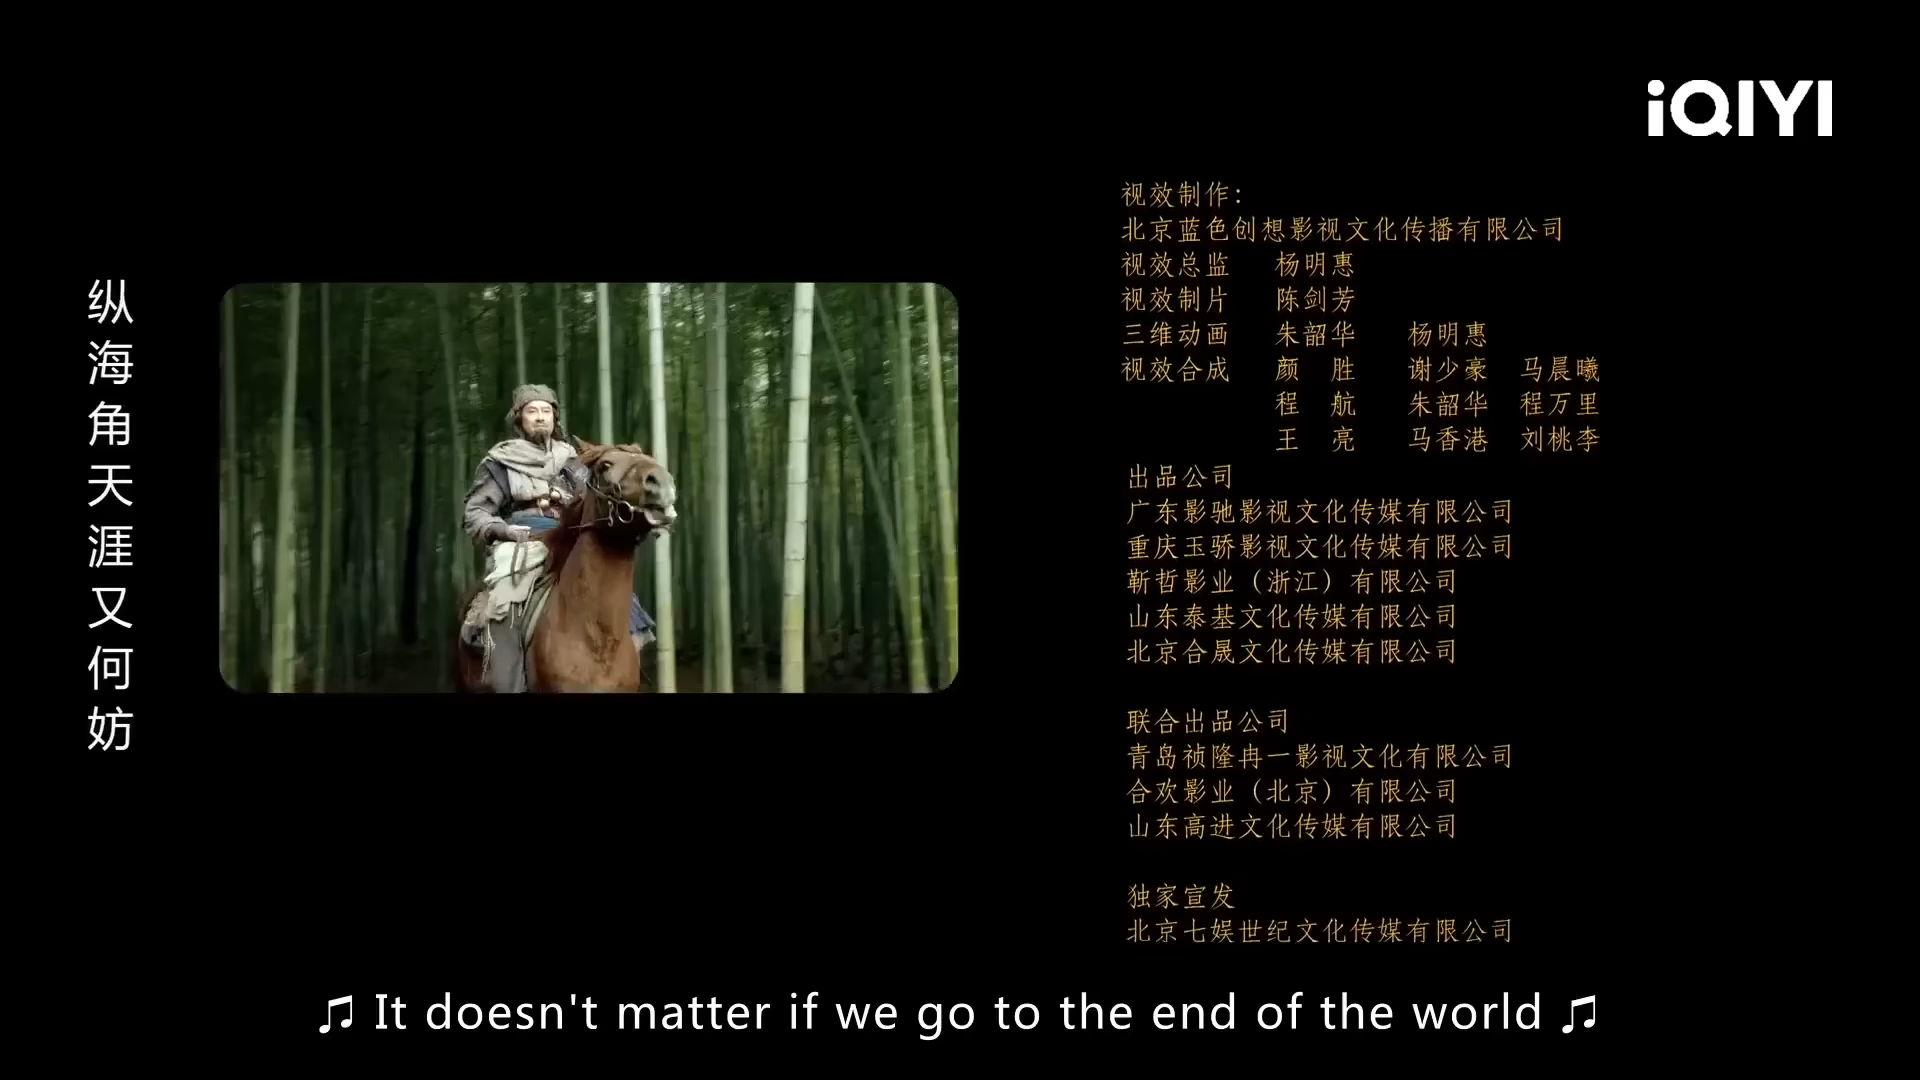 iQIYI
纵海角天涯又何妨
视效制作：
北京蓝色创想影视文化传播有限公司
视效总监 杨明惠
视效制片 陈剑芳
三维动画 朱韶华 杨明惠
视效合成 颜 胜 谢少豪 马晨曦
程 航 朱韶华 程万里
王 亮 马香港 刘桃李
出品公司
广东影驰影视文化传媒有限公司
重庆玉骄影视文化传媒有限公司
靳哲影业（浙江）有限公司
山东泰基文化传媒有限公司
北京合晟文化传媒有限公司
联合出品公司
青岛祯隆冉一影视文化有限公司
合欢影业（北京）有限公司
山东高进文化传媒有限公司
独家宣发
北京七娱世纪文化传媒有限公司
♫ It doesn't matter if we go to the end of the world ♫